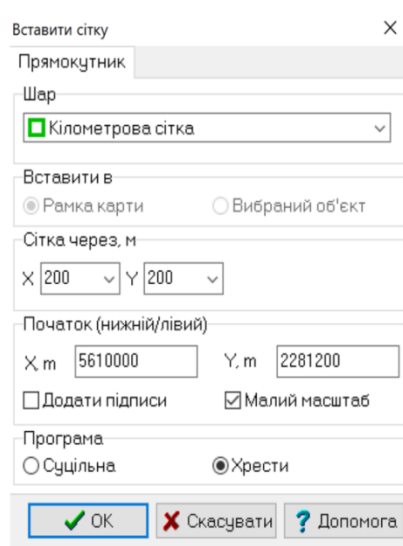 Вставити сітку
Прямокутник
Шар
Кілометрова сітка
Вставити в
Рамка карти Вибраний об'єкт
Сітка через, м
X 200 Y 200
Початок (нижній/лівий)
X, m 5610000 Y, m 2281200
Додати підписи Малий масштаб
Програма
Суцільна Хрести
OK Скасувати Допомога